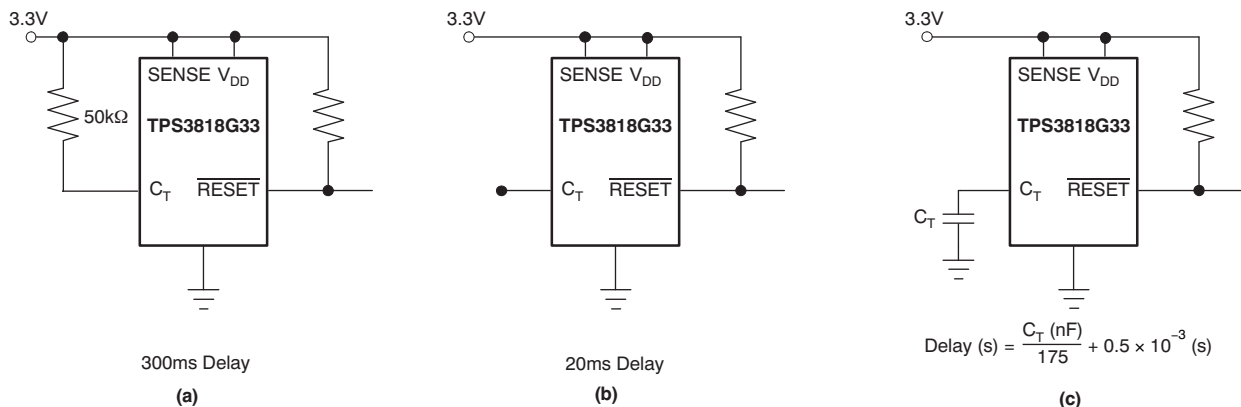 3.3V
SENSE V_DD
50kΩ
TPS3818G33
C_T RESET
300ms Delay
(a)
3.3V
SENSE V_DD
TPS3818G33
C_T RESET
20ms Delay
(b)
3.3V
SENSE V_DD
TPS3818G33
C_T RESET
C_T
Delay (s) = C_T (nF) / 175 + 0.5 × 10⁻³ (s)
(c)